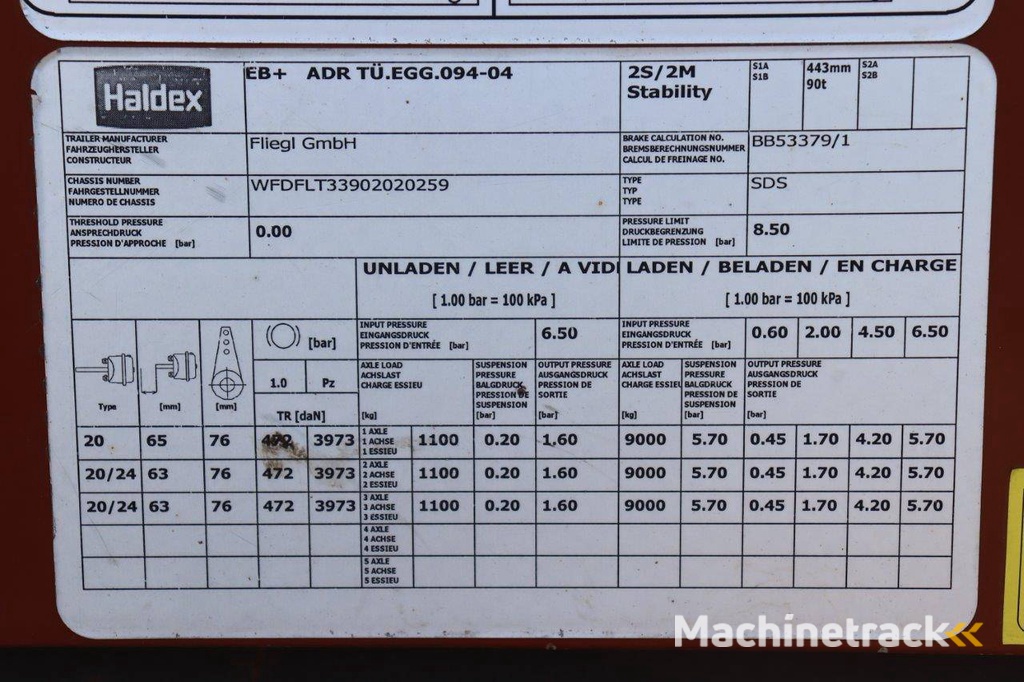 Haldex
EB+ ADR TÜ.EGG.094-04
2S/2M
Stability
S1A
S1B
443mm
90t
S2A
S2B
TRAILER MANUFACTURER
FAHRZEUGHERSTELLER
CONSTRUCTEUR
Fliegl GmbH
BRAKE CALCULATION NO.
BREMSBERECHNUNGSNUMMER
CALCUL DE FREINAGE NO.
BB53379/1
CHASSIS NUMBER
FAHRGESTELLNUMMER
NUMERO DE CHASSIS
WFDFLT33902020259
TYPE
TYP
TYPE
SDS
THRESHOLD PRESSURE
ANSPRECHDRUCK
PRESSION D'APPROCHE [bar]
0.00
PRESSURE LIMIT
DRUCKBEGRENZUNG
LIMITE DE PRESSION [bar]
8.50
UNLADEN / LEER / A VID
[ 1.00 bar = 100 kPa ]
LADEN / BELADEN / EN CHARGE
[ 1.00 bar = 100 kPa ]
Type
[mm]
[mm]
[bar]
1.0 Pz
TR [daN]
INPUT PRESSURE
EINGANGSDRUCK
PRESSION D'ENTRÉE [bar]
6.50
INPUT PRESSURE
EINGANGSDRUCK
PRESSION D'ENTRÉE [bar]
0.60 2.00 4.50 6.50
AXLE LOAD
ACHSLAST
CHARGE ESSIEU
[kg]
SUSPENSION
PRESSURE
BALGDRUCK
PRESSION DE
SUSPENSION
[bar]
OUTPUT PRESSURE
AUSGANGSDRUCK
PRESSION DE
SORTIE
[bar]
AXLE LOAD
ACHSLAST
CHARGE ESSIEU
[kg]
SUSPENSION
PRESSURE
BALGDRUCK
PRESSION DE
SUSPENSION
[bar]
OUTPUT PRESSURE
AUSGANGSDRUCK
PRESSION DE
SORTIE
[bar]
20 65 76 472 3973
1 AXLE
1 ACHSE
1 ESSIEU
1100 0.20 1.60 9000 5.70 0.45 1.70 4.20 5.70
20/24 63 76 472 3973
2 AXLE
2 ACHSE
2 ESSIEU
1100 0.20 1.60 9000 5.70 0.45 1.70 4.20 5.70
20/24 63 76 472 3973
3 AXLE
3 ACHSE
3 ESSIEU
1100 0.20 1.60 9000 5.70 0.45 1.70 4.20 5.70
4 AXLE
4 ACHSE
4 ESSIEU
5 AXLE
5 ACHSE
5 ESSIEU
Machinetrack